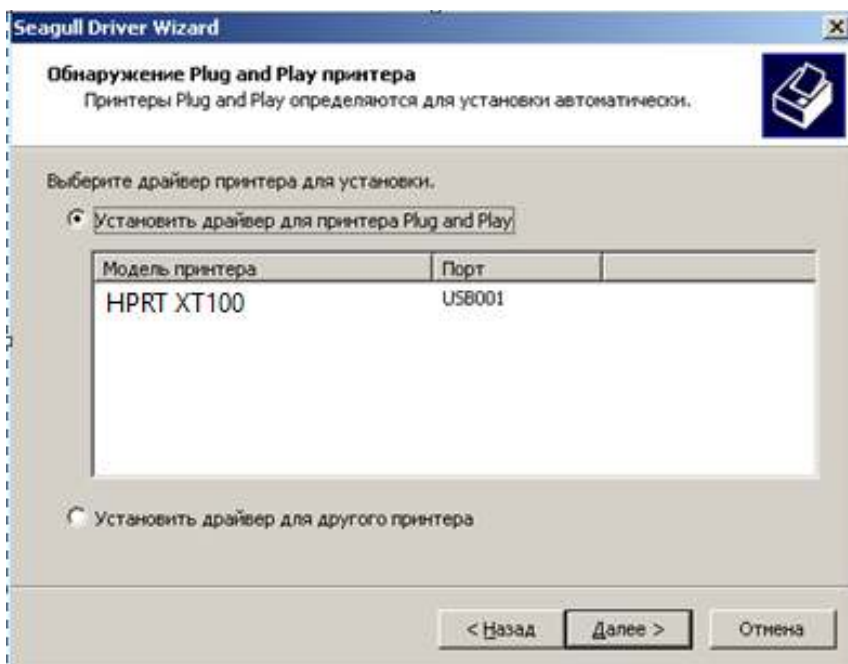 Seagull Driver Wizard
Обнаружение Plug and Play принтера
Принтеры Plug and Play определяются для установки автоматически.
Выберите драйвер принтера для установки.
Установить драйвер для принтера Plug and Play
Модель принтера Порт
HPRT XT100 USB001
Установить драйвер для другого принтера
< Назад Далее > Отмена